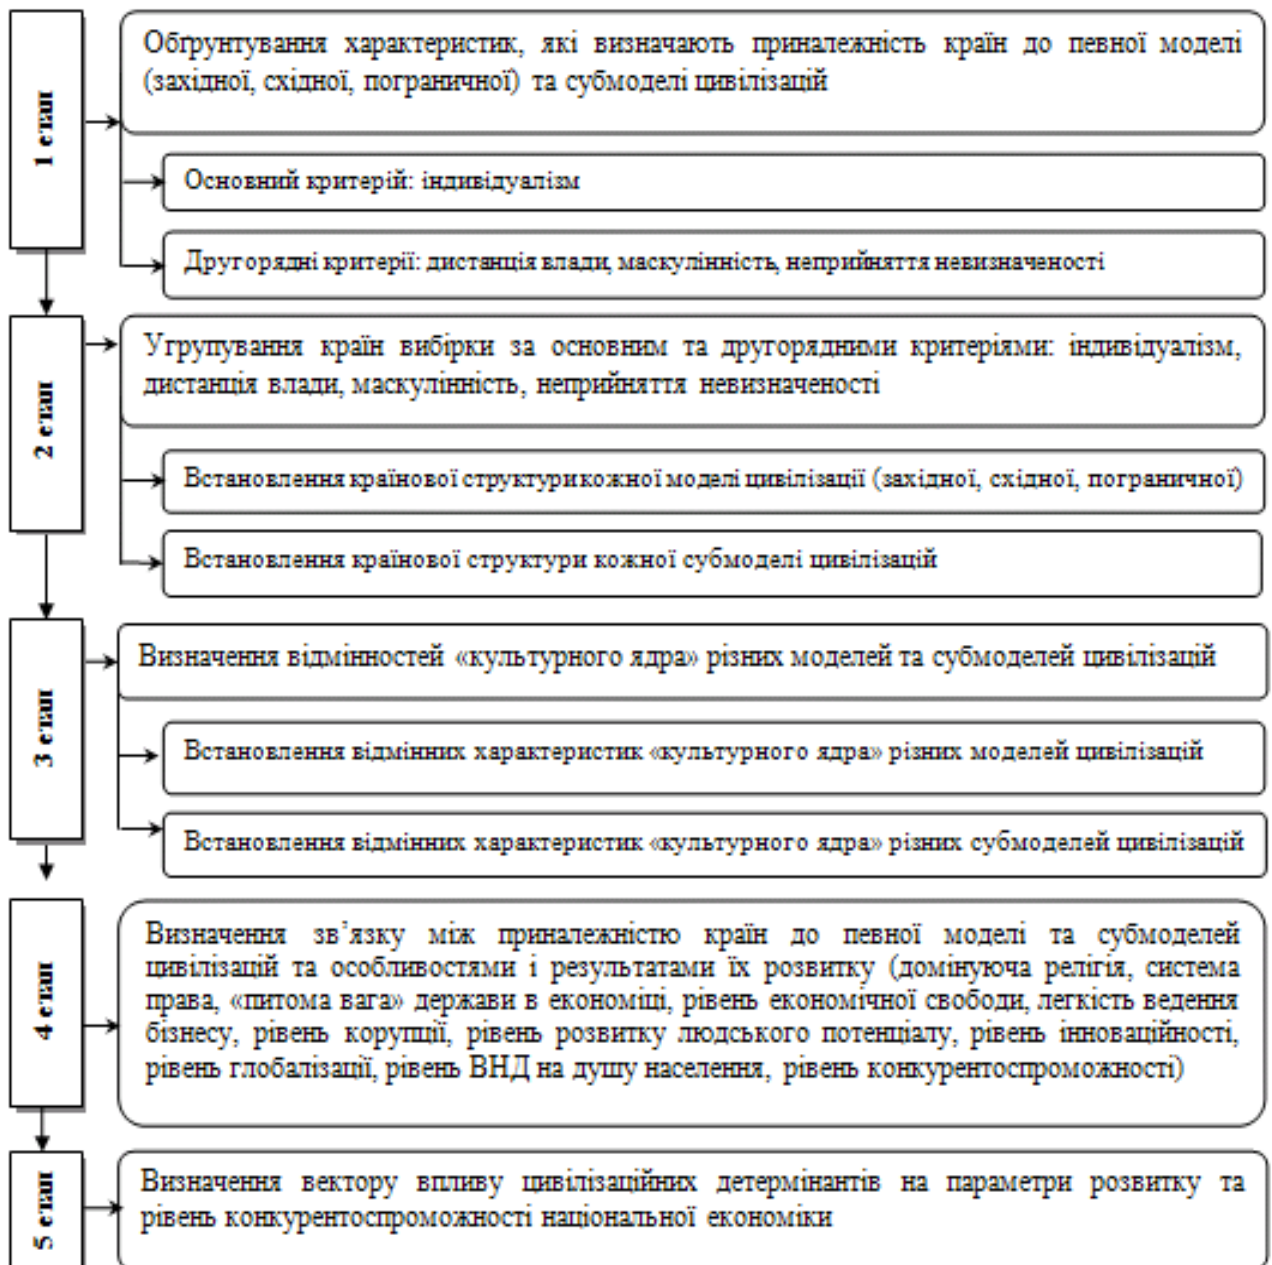 1 етап
Обґрунтування характеристик, які визначають приналежність країн до певної моделі
(західної, східної, пограничної) та субмоделі цивілізацій
Основний критерій: індивідуалізм
Другорядні критерії: дистанція влади, маскулінність, неприйняття невизначеності
2 етап
Угрупування країн вибірки за основним та другорядними критеріями: індивідуалізм,
дистанція влади, маскулінність, неприйняття невизначеності
Встановлення країнової структури кожної моделі цивілізації (західної, східної, пограничної)
Встановлення країнової структури кожної субмоделі цивілізацій
3 етап
Визначення відмінностей «культурного ядра» різних моделей та субмоделей цивілізацій
Встановлення відмінних характеристик «культурного ядра» різних моделей цивілізацій
Встановлення відмінних характеристик «культурного ядра» різних субмоделей цивілізацій
4 етап
Визначення зв’язку між приналежністю країн до певної моделі та субмоделей
цивілізацій та особливостями і результатами їх розвитку (домінуюча релігія, система
права, «питома вага» держави в економіці, рівень економічної свободи, легкість ведення
бізнесу, рівень корупції, рівень розвитку людського потенціалу, рівень інноваційності,
рівень глобалізації, рівень ВНД на душу населення, рівень конкурентоспроможності)
5 етап
Визначення вектору впливу цивілізаційних детермінантів на параметри розвитку та
рівень конкурентоспроможності національної економіки